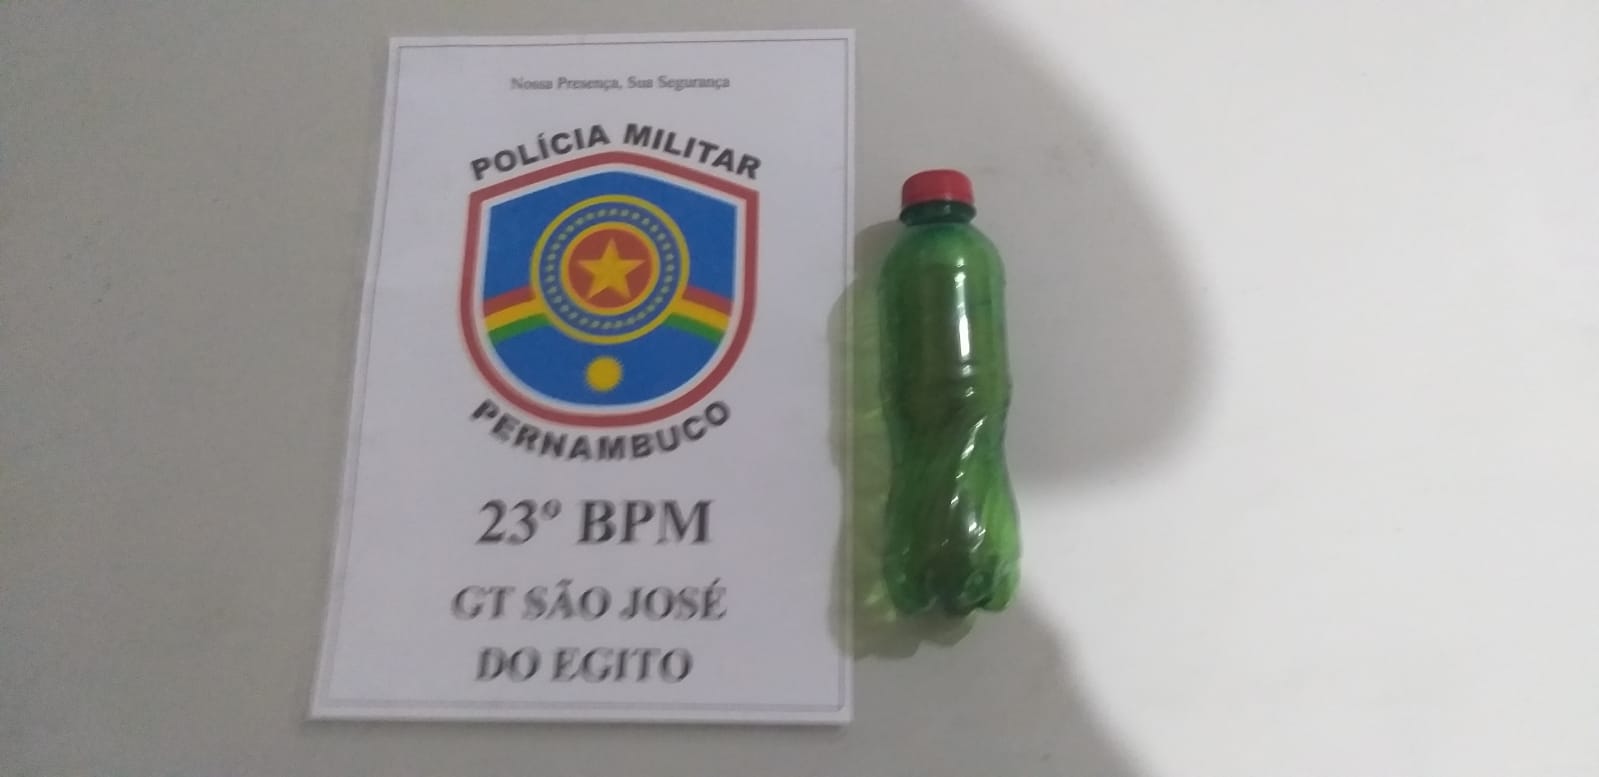 Nossa Presença, Sua Segurança
POLÍCIA MILITAR
PERNAMBUCO
23º BPM
GT SÃO JOSÉ
DO EGITO